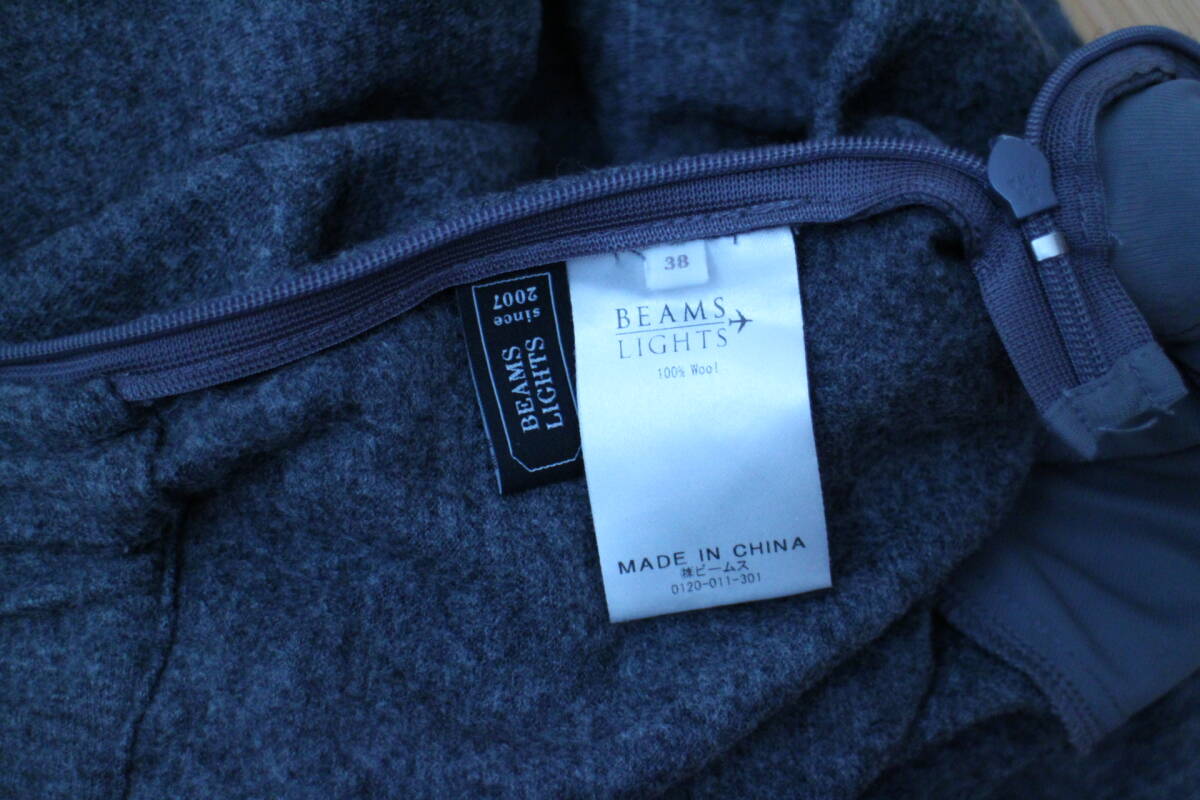 38
BEAMS
LIGHTS
100% Wool
MADE IN CHINA
㈱ビームス
0120-011-301
BEAMS
LIGHTS
since
2007